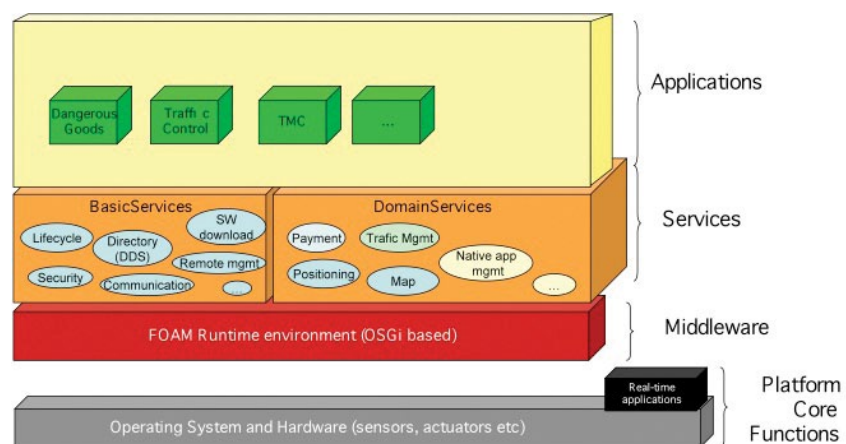 Dangerous
Goods
Traffi c
Control
TMC
...
Applications
BasicServices
Lifecycle
Directory
(DDS)
SW
download
Security
Communication
Remote mgmt
...
DomainServices
Payment
Trafic Mgmt
Positioning
Map
Native app
mgmt
...
Services
FOAM Runtime environment (OSGi based)
Middleware
Real-time
applications
Operating System and Hardware (sensors, actuators etc)
Platform
Core
Functions